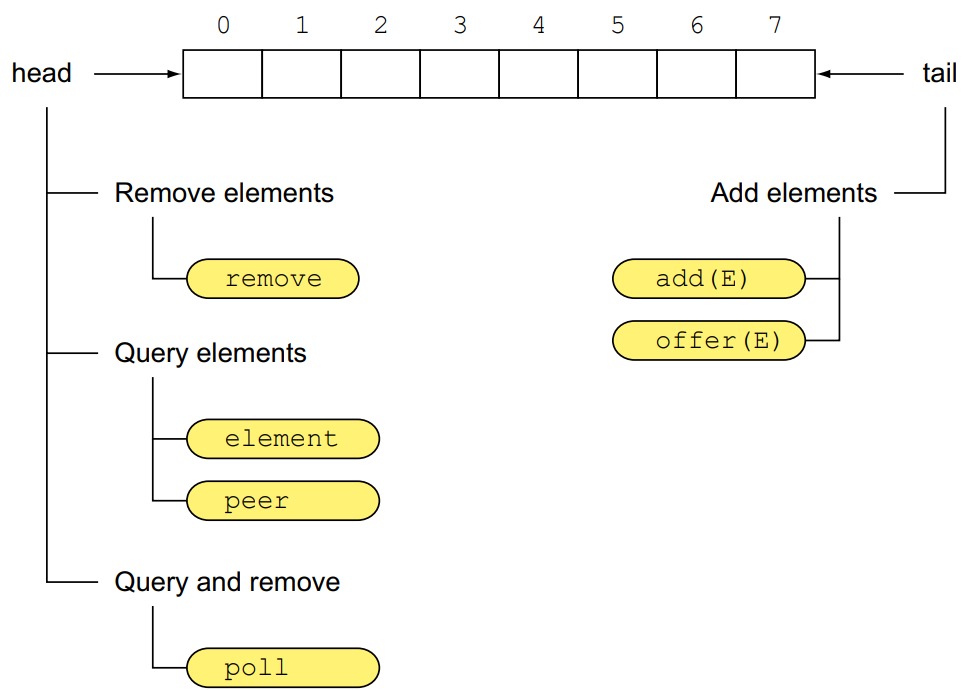 0 1 2 3 4 5 6 7
head tail
Remove elements Add elements
remove add(E)
offer(E)
Query elements
element
peer
Query and remove
poll